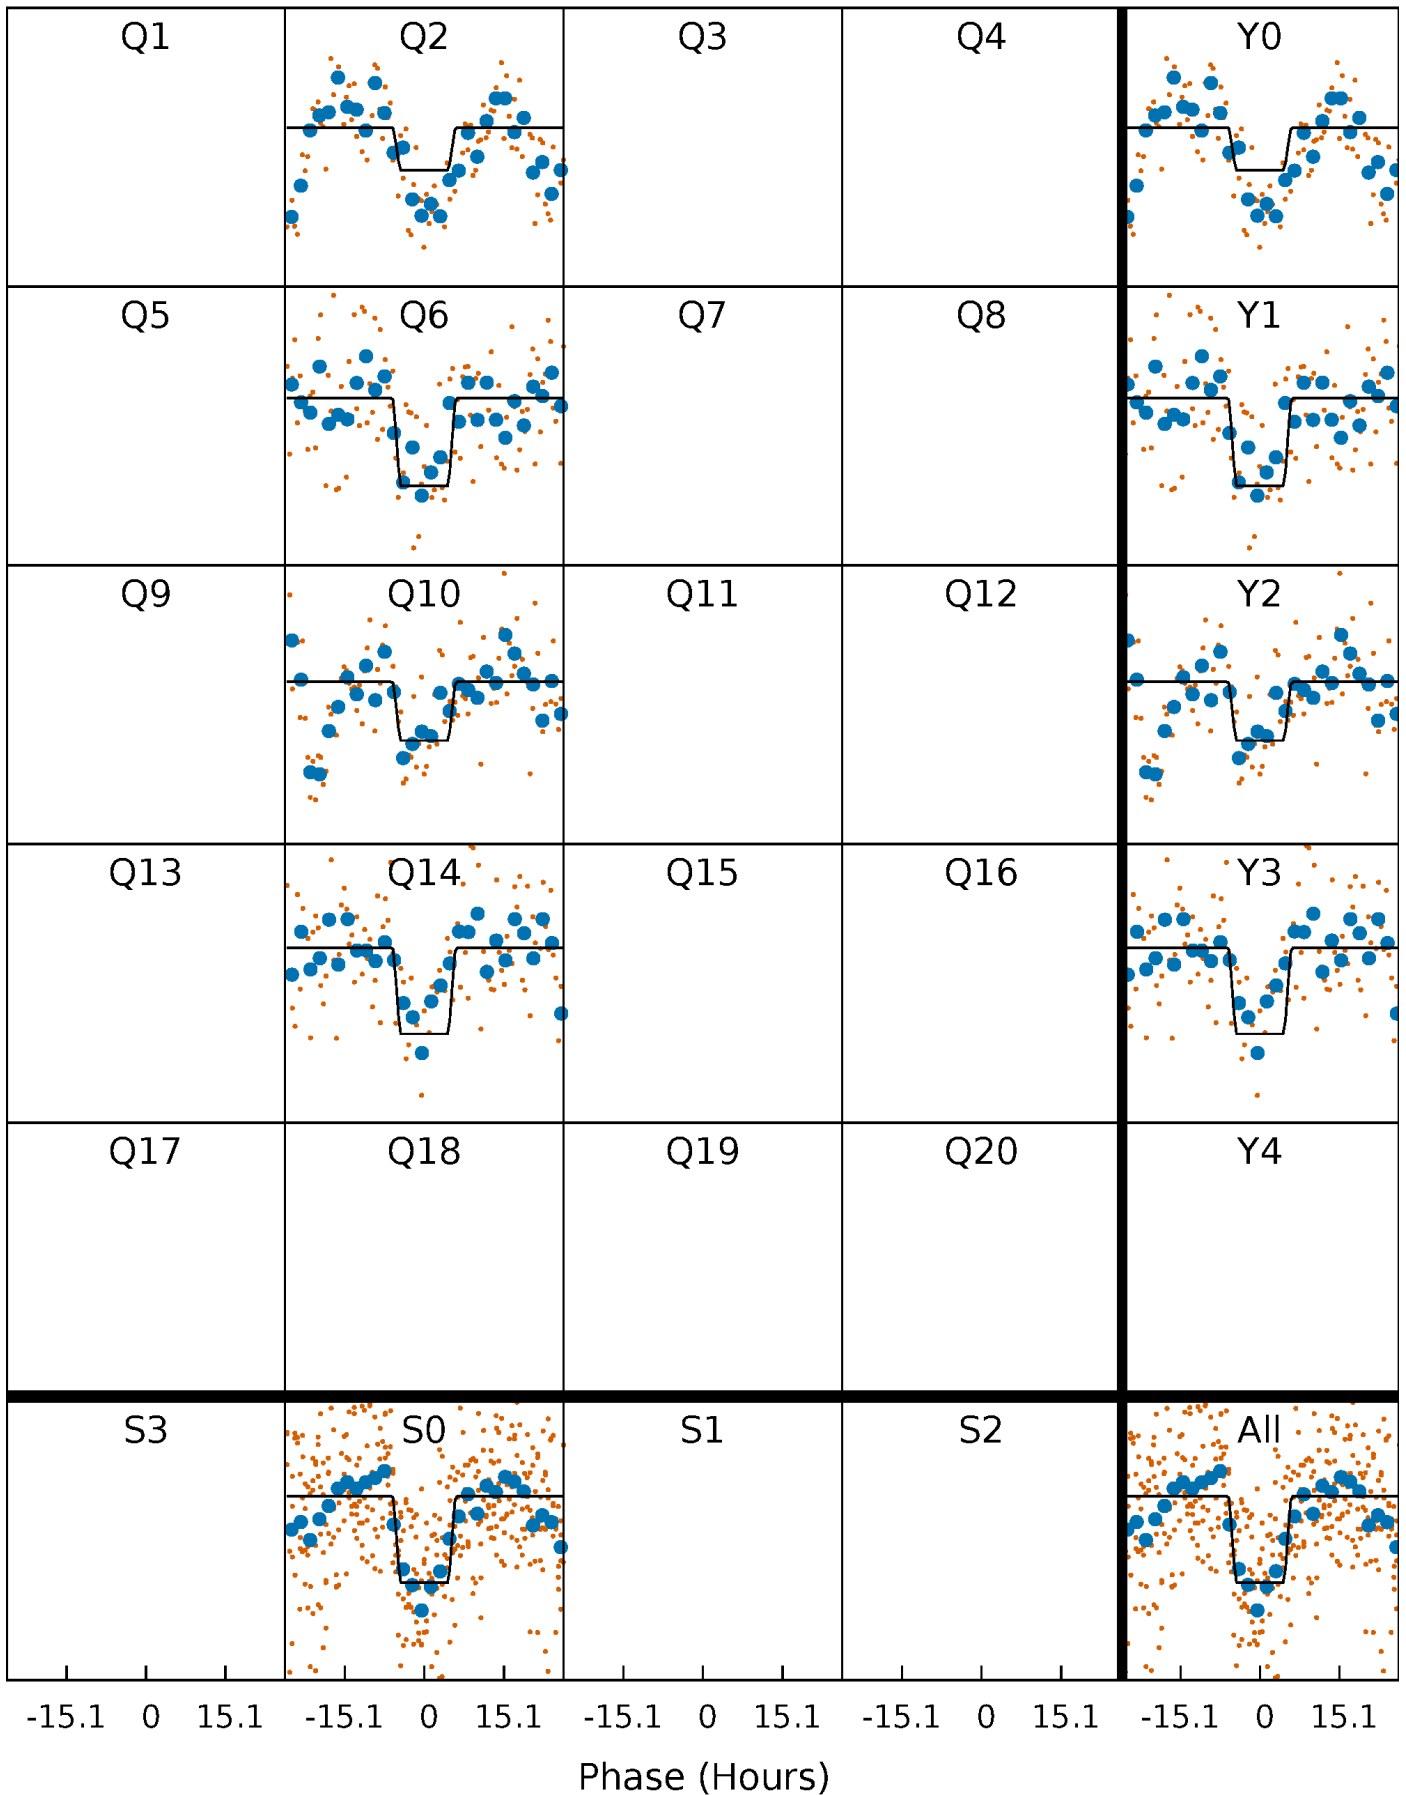 Q1 Q2 Q3 Q4 Y0
Q5 Q6 Q7 Q8 Y1
Q9 Q10 Q11 Q12 Y2
Q13 Q14 Q15 Q16 Y3
Q17 Q18 Q19 Q20 Y4
S3 S0 S1 S2 All
-15.1 0 15.1 -15.1 0 15.1 -15.1 0 15.1 -15.1 0 15.1 -15.1 0 15.1
Phase (Hours)